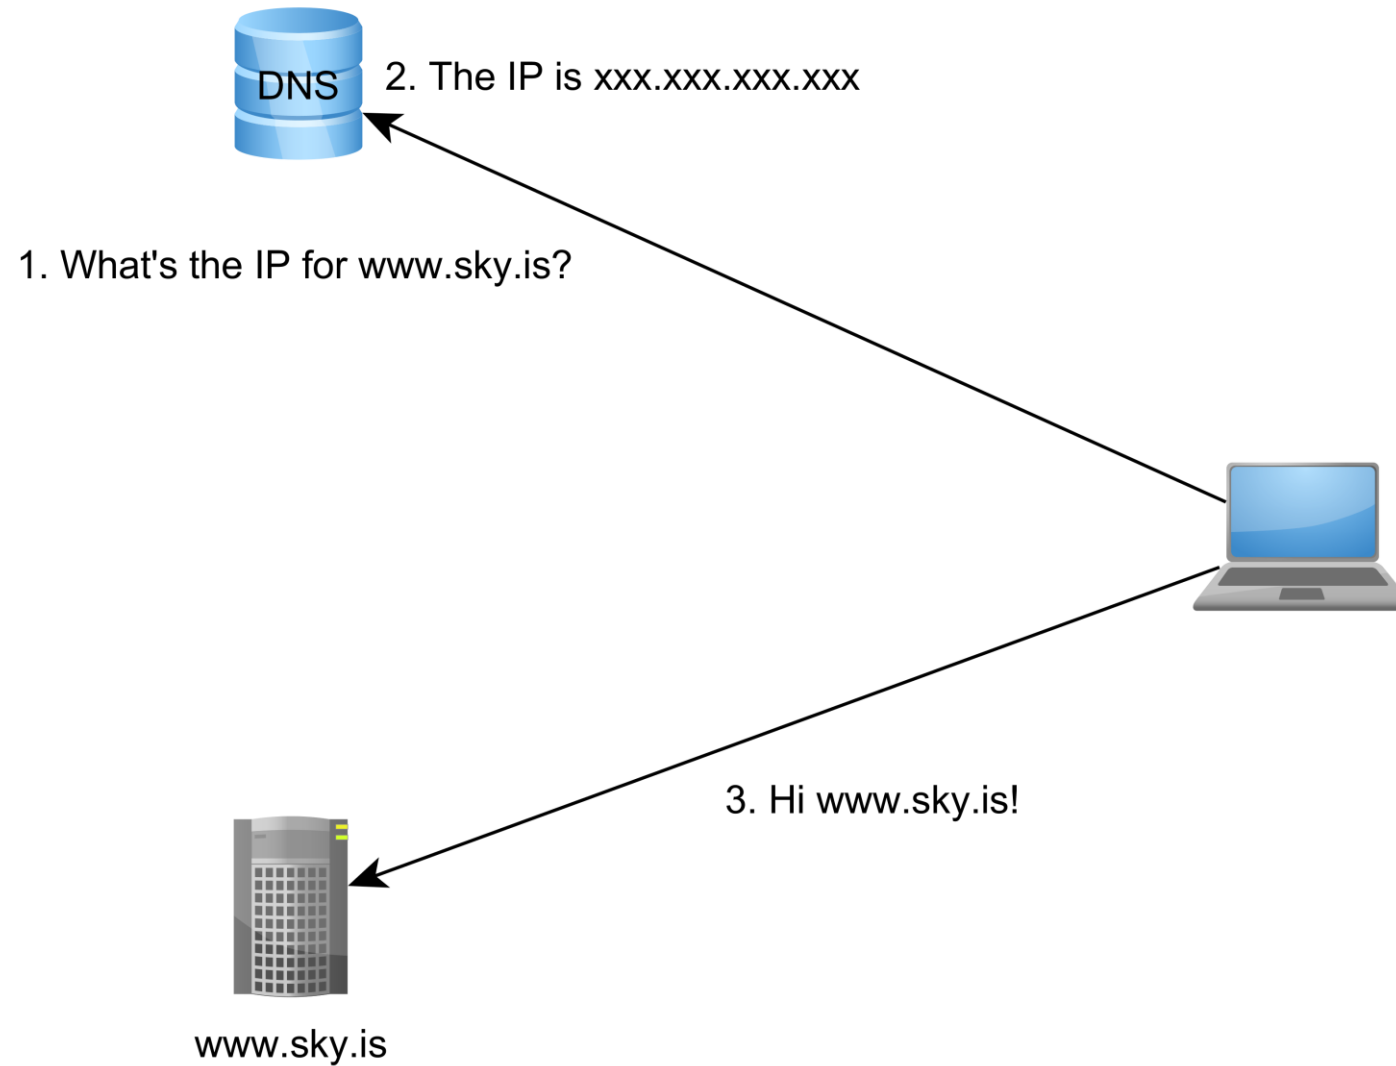 DNS
2. The IP is xxx.xxx.xxx.xxx
1. What's the IP for www.sky.is?
3. Hi www.sky.is!
www.sky.is